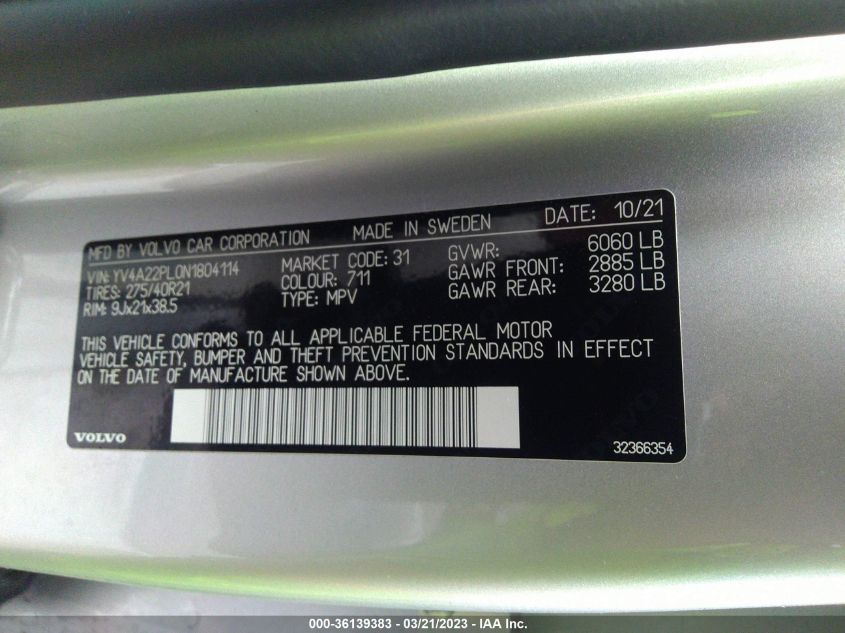 MFD BY VOLVO CAR CORPORATION MADE IN SWEDEN DATE: 10/21
VIN: YV4A22PL0N1804114 MARKET CODE: 31 GVWR: 6060 LB
TIRES: 275/40R21 COLOUR: 711 GAWR FRONT: 2885 LB
RIM: 9Jx21x38.5 TYPE: MPV GAWR REAR: 3280 LB
THIS VEHICLE CONFORMS TO ALL APPLICABLE FEDERAL MOTOR
VEHICLE SAFETY, BUMPER AND THEFT PREVENTION STANDARDS IN EFFECT
ON THE DATE OF MANUFACTURE SHOWN ABOVE.
VOLVO
32366354
000-36139383 - 03/21/2023 - IAA Inc.